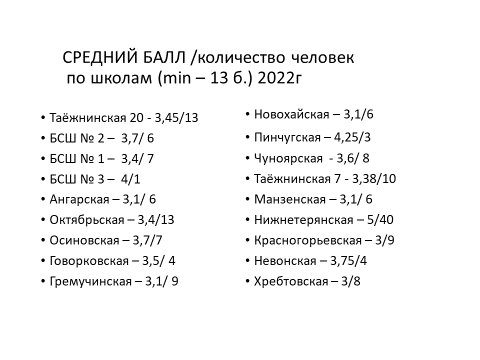 СРЕДНИЙ БАЛЛ /количество человек
по школам (min – 13 б.) 2022г
• Таёжнинская 20 - 3,45/13
• БСШ № 2 – 3,7/ 6
• БСШ № 1 – 3,4/ 7
• БСШ № 3 – 4/1
• Ангарская – 3,1/ 6
• Октябрьская – 3,4/13
• Осиновская – 3,7/7
• Говорковская – 3,5/ 4
• Гремучинская – 3,1/ 9
• Новохайская – 3,1/6
• Пинчугская – 4,25/3
• Чуноярская - 3,6/ 8
• Таёжнинская 7 - 3,38/10
• Манзенская – 3,1/ 6
• Нижнетерянская – 5/40
• Красногорьевская – 3/9
• Невонская – 3,75/4
• Хребтовская – 3/8